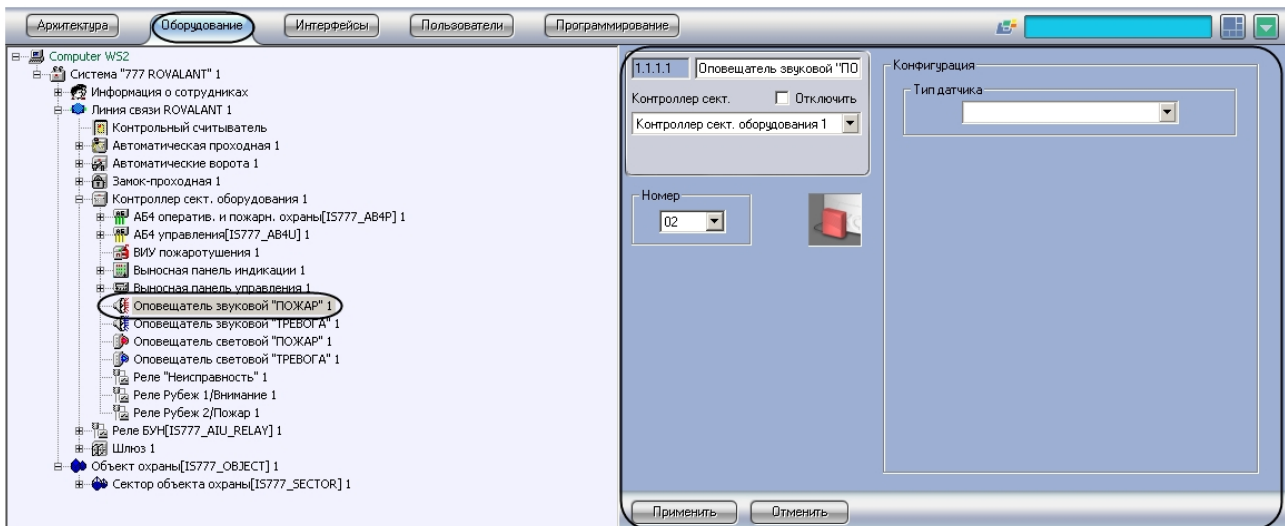 Архитектура
Оборудование
Интерфейсы
Пользователи
Программирование
Computer WS2
Система "777 ROVALANT" 1
Информация о сотрудниках
Линия связи ROVALANT 1
Контрольный считыватель
Автоматическая проходная 1
Автоматические ворота 1
Замок-проходная 1
Контроллер сект. оборудования 1
АБ4 оператив. и пожарн. охраны[IS777_AB4P] 1
АБ4 управления[IS777_AB4U] 1
ВИУ пожаротушения 1
Выносная панель индикации 1
Выносная панель управления 1
Оповещатель звуковой "ПОЖАР" 1
Оповещатель звуковой "ТРЕВОГА" 1
Оповещатель световой "ПОЖАР" 1
Оповещатель световой "ТРЕВОГА" 1
Реле "Неисправность" 1
Реле Рубеж 1/Внимание 1
Реле Рубеж 2/Пожар 1
Реле БУН[IS777_AIU_RELAY] 1
Шлюз 1
Объект охраны[IS777_OBJECT] 1
Сектор объекта охраны[IS777_SECTOR] 1
1.1.1.1
Оповещатель звуковой "ПО
Контроллер сект.
Отключить
Контроллер сект. оборудования 1
Номер
02
Конфигурация
Тип датчика
Применить
Отменить